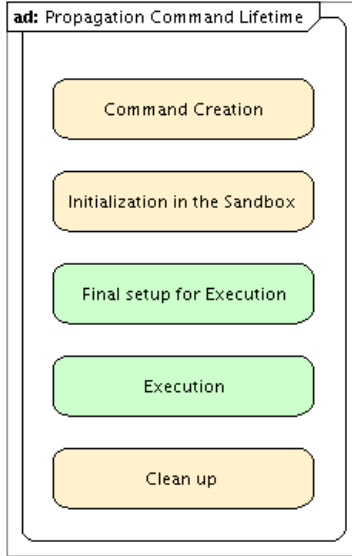 ad: Propagation Command Lifetime
Command Creation
Initialization in the Sandbox
Final setup for Execution
Execution
Clean up